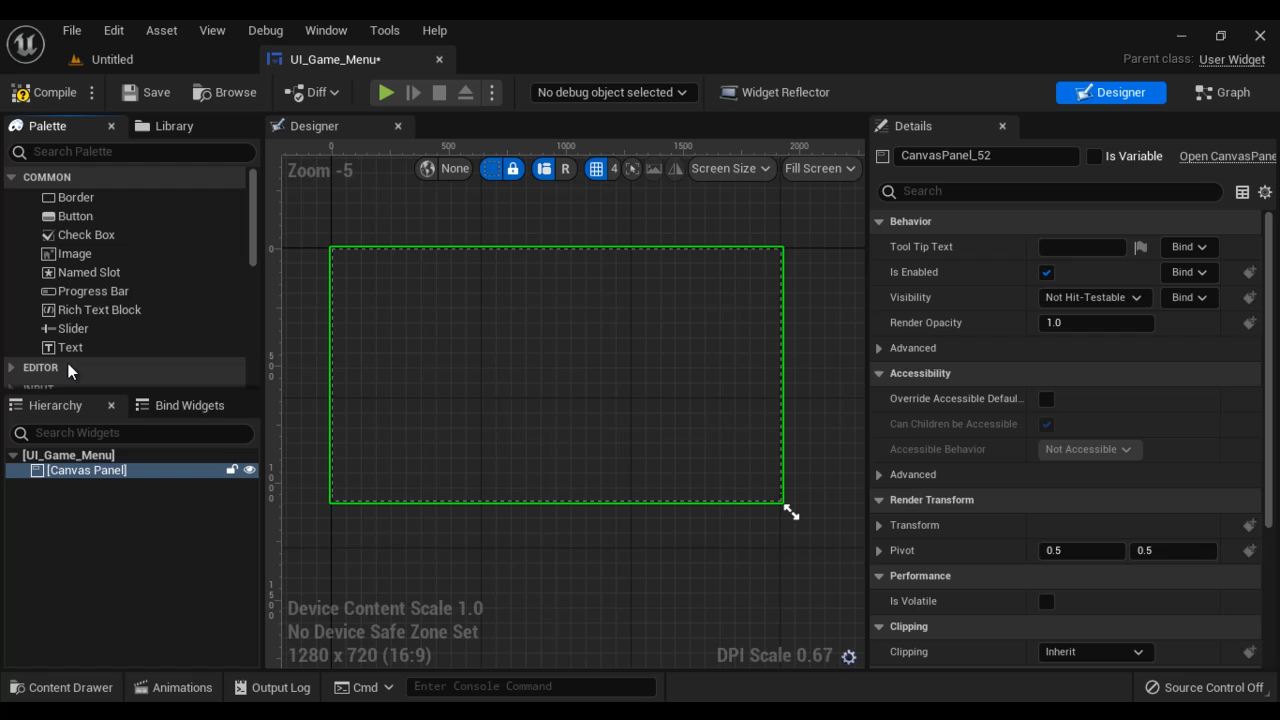 File Edit Asset View Window Debug Tools Help
Untitled
UI_Game_Menu*
Parent class: User Widget
Compile
Save
Browse
Diff
No debug object selected
Widget Reflector
Designer
Graph
Palette
Library
Search Palette
COMMON
Border
Button
Check Box
Image
Named Slot
Progress Bar
Rich Text Block
Slider
Text
EDITOR
INPUT
Hierarchy
Bind Widgets
Search Widgets
[UI_Game_Menu]
[Canvas Panel]
Designer
0 500 1000 1500 2000
Zoom -5
None
R
4
Screen Size
Fill Screen
0
500
1000
1500
Device Content Scale 1.0
No Device Safe Zone Set
1280 x 720 (16:9)
DPI Scale 0.67
Details
CanvasPanel_52
Is Variable
Open CanvasPane
Search
Behavior
Tool Tip Text
Bind
Is Enabled
Bind
Visibility
Not Hit-Testable
Bind
Render Opacity
1.0
Advanced
Accessibility
Override Accessible Defaul...
Can Children be Accessible
Accessible Behavior
Not Accessible
Advanced
Render Transform
Transform
Pivot
0.5
0.5
Performance
Is Volatile
Clipping
Clipping
Inherit
Content Drawer
Animations
Output Log
Cmd
Enter Console Command
Source Control Off